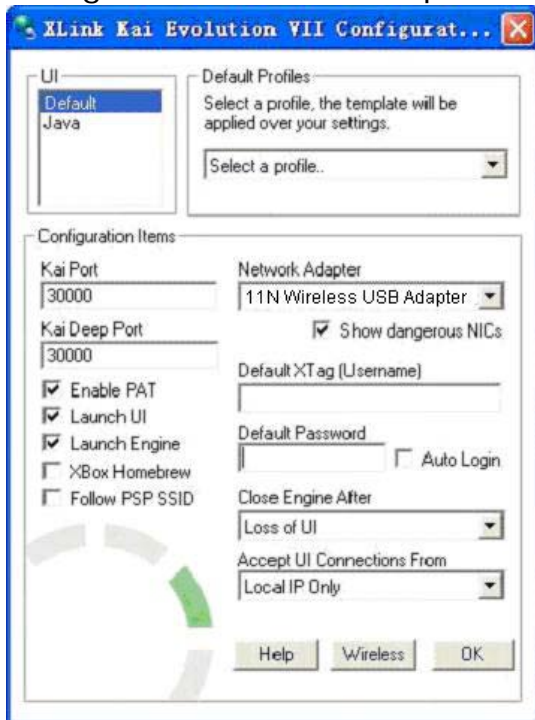 XLink Kai Evolution VII Configurat...
UI
Default
Java
Default Profiles
Select a profile, the template will be
applied over your settings.
Select a profile..
Configuration Items
Kai Port
30000
Kai Deep Port
30000
Enable PAT
Launch UI
Launch Engine
XBox Homebrew
Follow PSP SSID
Network Adapter
11N Wireless USB Adapter
Show dangerous NICs
Default XTag (Username)
Default Password
Auto Login
Close Engine After
Loss of UI
Accept UI Connections From
Local IP Only
Help
Wireless
OK